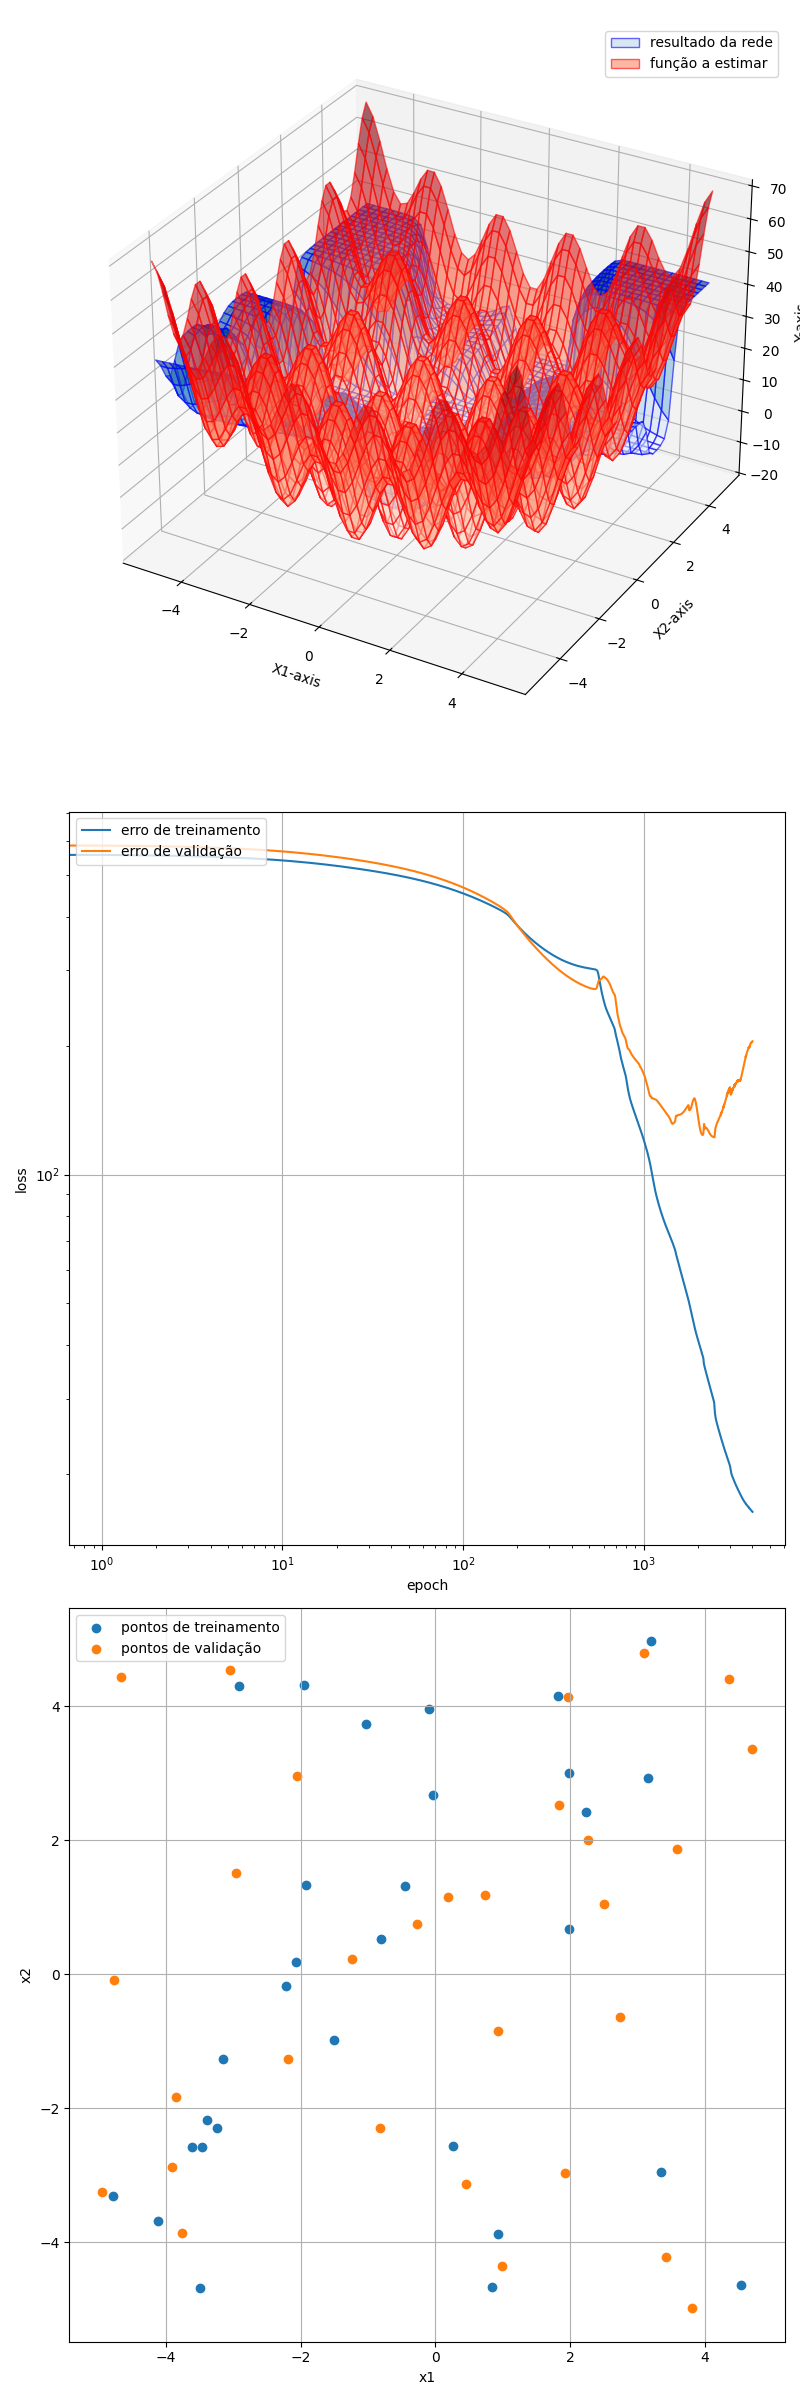 resultado da rede
função a estimar
70
60
50
40
30
20
10
0
−10
−20
−4
−2
0
2
4
X1-axis
−4
−2
0
2
4
X2-axis
erro de treinamento
erro de validação
loss
10²
10⁰
10¹
10²
10³
epoch
pontos de treinamento
pontos de validação
x2
4
2
0
−2
−4
−4
−2
0
2
4
x1